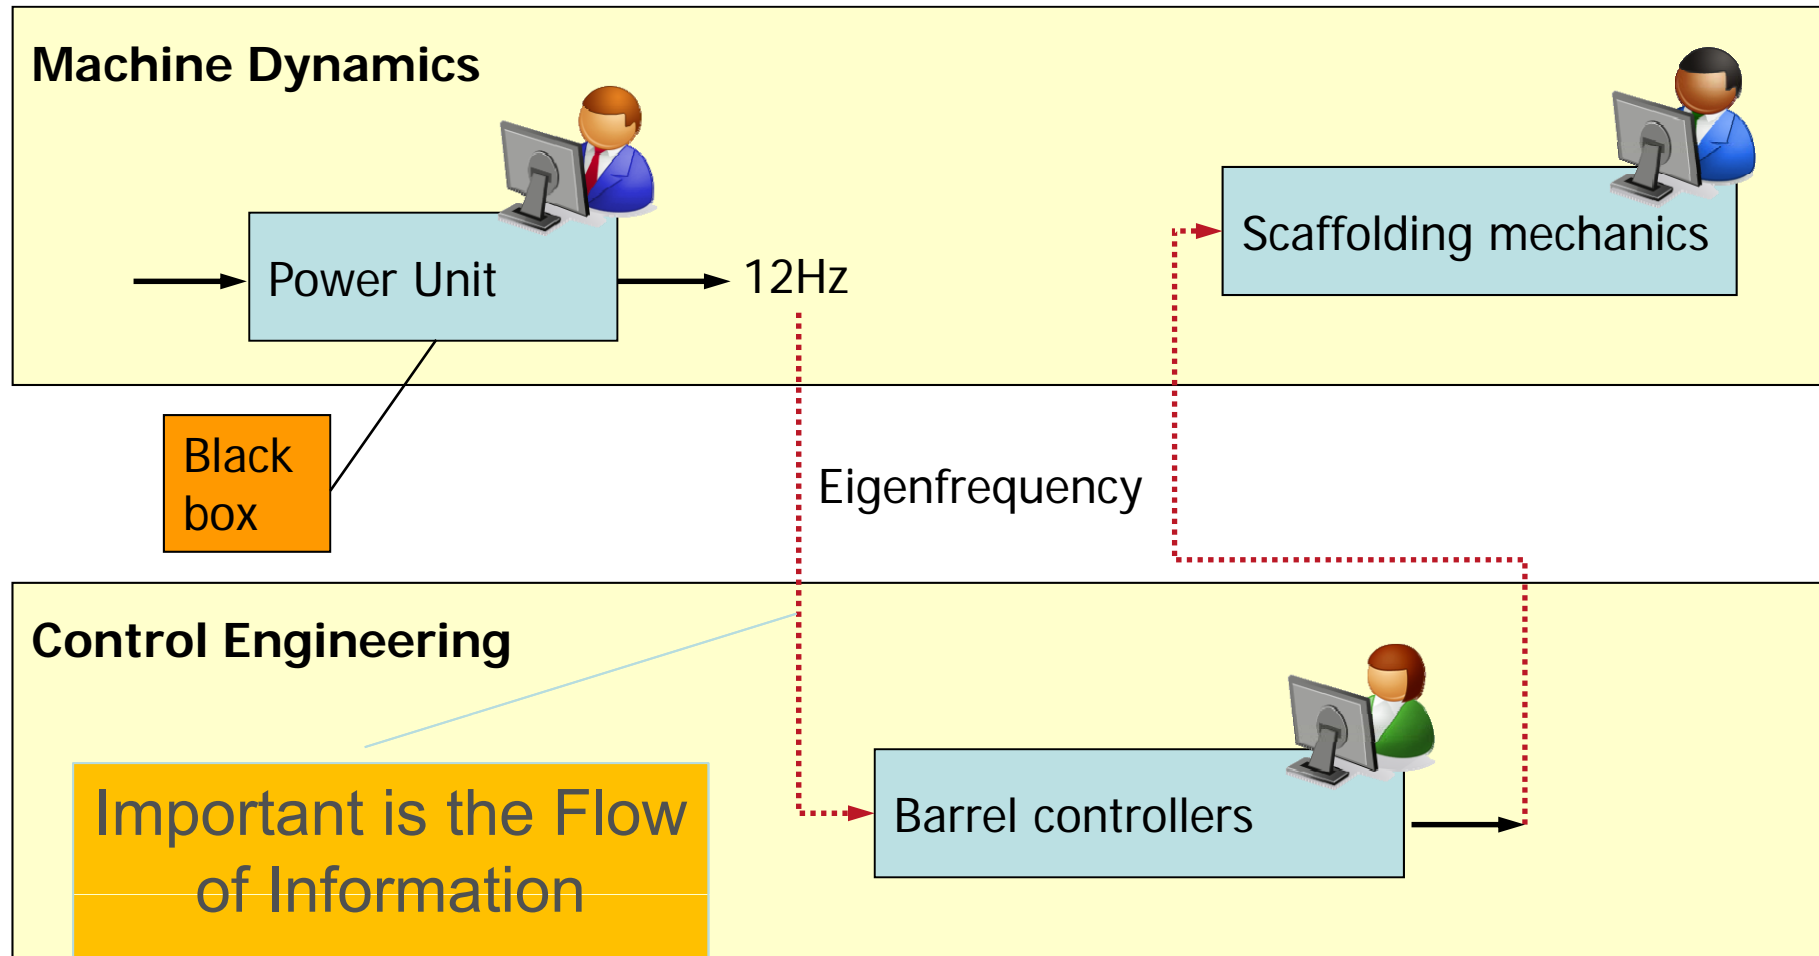 Machine Dynamics
Scaffolding mechanics
Power Unit
12Hz
Black
box
Eigenfrequency
Control Engineering
Important is the Flow
of Information
Barrel controllers